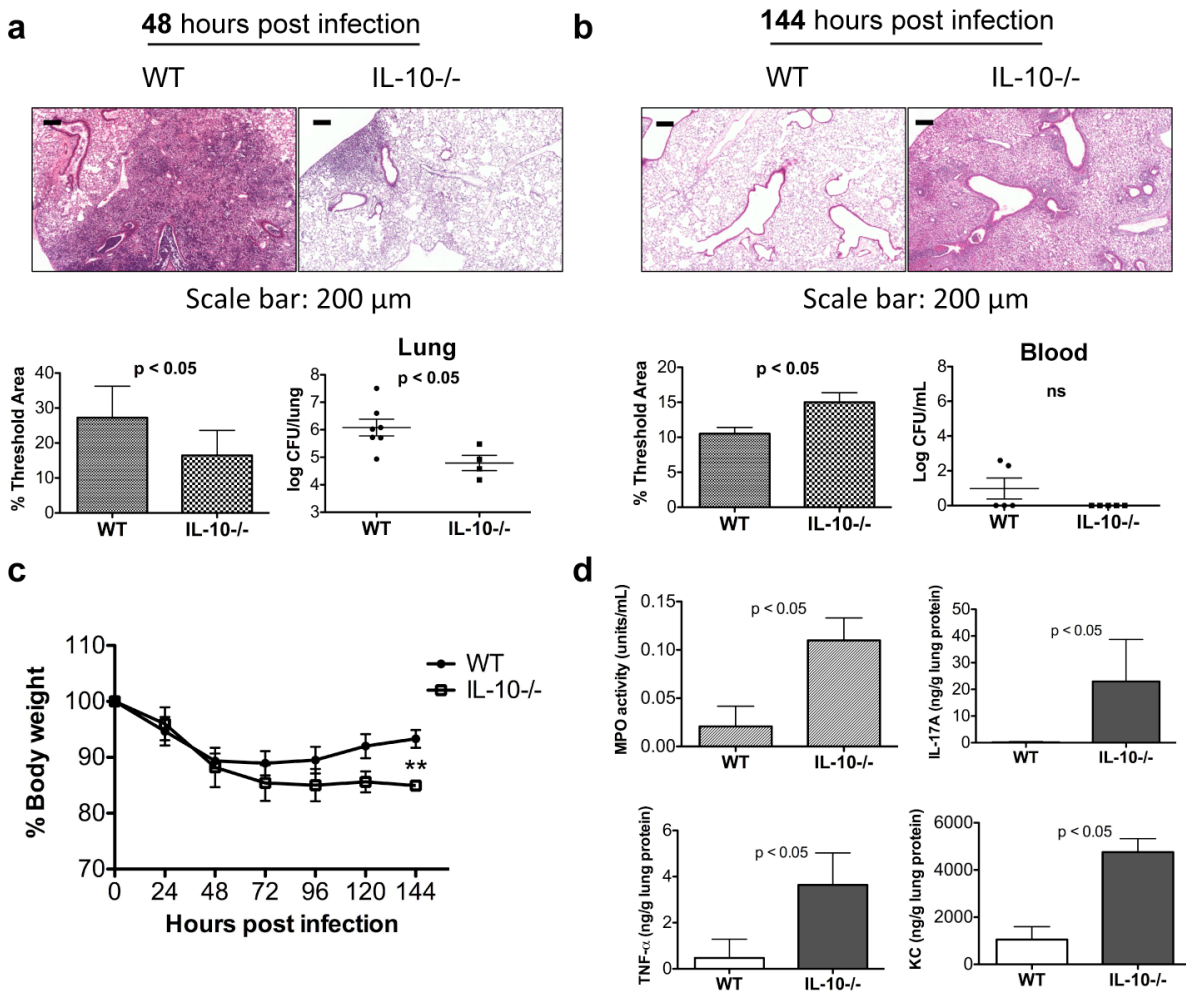 a
48 hours post infection
WT
IL-10-/-
Scale bar: 200 µm
% Threshold Area
40
30
20
10
0
p < 0.05
WT
IL-10-/-
Lung
p < 0.05
log CFU/lung
8
7
6
5
4
3
WT
IL-10-/-
b
144 hours post infection
WT
IL-10-/-
Scale bar: 200 µm
% Threshold Area
20
15
10
5
0
p < 0.05
WT
IL-10-/-
Blood
ns
Log CFU/mL
8
6
4
2
0
WT
IL-10-/-
c
% Body weight
110
100
90
80
70
WT
IL-10-/-
**
0 24 48 72 96 120 144
Hours post infection
d
MPO activity (units/mL)
0.15
0.10
0.05
0.00
p < 0.05
WT
IL-10-/-
IL-17A (ng/g lung protein)
50
40
30
20
10
0
p < 0.05
WT
IL-10-/-
TNF-α (ng/g lung protein)
6
4
2
0
p < 0.05
WT
IL-10-/-
KC (ng/g lung protein)
6000
4000
2000
0
p < 0.05
WT
IL-10-/-